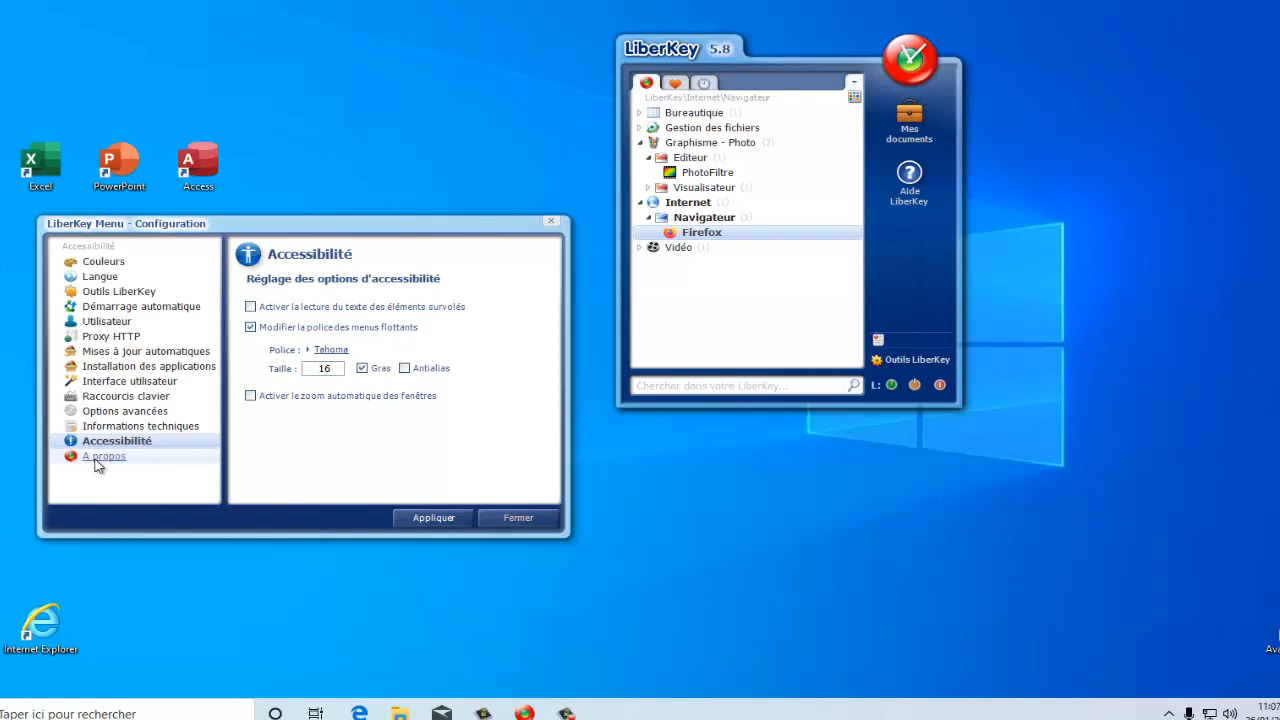 LiberKey 5.8
LiberKey\Internet\Navigateur
Bureautique (1)
Gestion des fichiers
Graphisme - Photo (2)
Editeur (1)
PhotoFiltre
Visualisateur (1)
Internet (1)
Navigateur (1)
Firefox
Vidéo (1)
Chercher dans votre LiberKey...
Mes
documents
Aide
LiberKey
Outils LiberKey
L:
Excel
PowerPoint
Access
LiberKey Menu - Configuration
Accessibilité
Couleurs
Langue
Outils LiberKey
Démarrage automatique
Utilisateur
Proxy HTTP
Mises à jour automatiques
Installation des applications
Interface utilisateur
Raccourcis clavier
Options avancées
Informations techniques
Accessibilité
A propos
Accessibilité
Réglage des options d'accessibilité
Activer la lecture du texte des éléments survolés
Modifier la police des menus flottants
Police : Tahoma
Taille : 16 Gras Antialias
Activer le zoom automatique des fenêtres
Appliquer Fermer
Internet Explorer
Taper ici pour rechercher
11:07